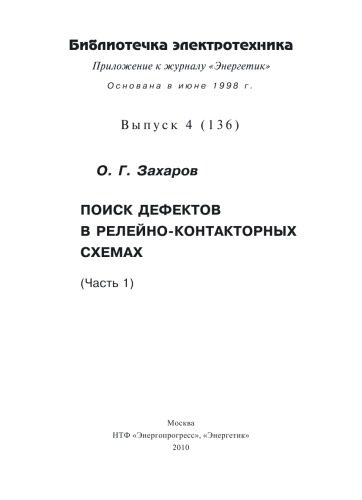 Библиотечка электротехника
Приложение к журналу «Энергетик»
Основана в июне 1998 г.
Выпуск 4 (136)
О. Г. Захаров
ПОИСК ДЕФЕКТОВ
В РЕЛЕЙНО-КОНТАКТОРНЫХ
СХЕМАХ
(Часть 1)
Москва
НТФ «Энергопрогресс», «Энергетик»
2010